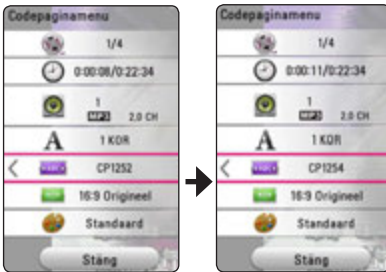 Codepaginamenu
1/4
0:00:08/0:22:34
1
MP3 2.0 CH
A 1 KOR
ABC CP1252
16:9 Origineel
Standaard
Stäng
Codepaginamenu
1/4
0:00:11/0:22:34
1
MP3 2.0 CH
A 1 KOR
ABC CP1254
16:9 Origineel
Standaard
Stäng